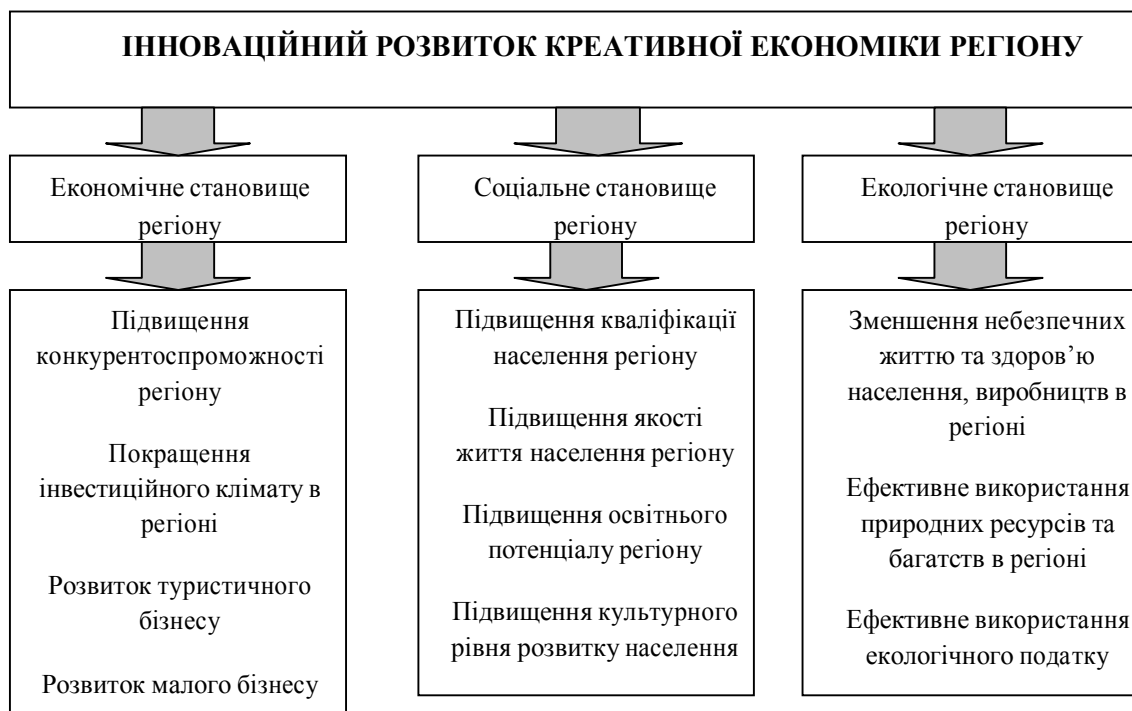 ІННОВАЦІЙНИЙ РОЗВИТОК КРЕАТИВНОЇ ЕКОНОМІКИ РЕГІОНУ
Економічне становище
регіону
Соціальне становище
регіону
Екологічне становище
регіону
Підвищення
конкурентоспроможності
регіону
Покращення
інвестиційного клімату в
регіоні
Розвиток туристичного
бізнесу
Розвиток малого бізнесу
Підвищення кваліфікації
населення регіону
Підвищення якості
життя населення регіону
Підвищення освітнього
потенціалу регіону
Підвищення культурного
рівня розвитку населення
Зменшення небезпечних
життю та здоров’ю
населення, виробництв в
регіоні
Ефективне використання
природних ресурсів та
багатств в регіоні
Ефективне використання
екологічного податку